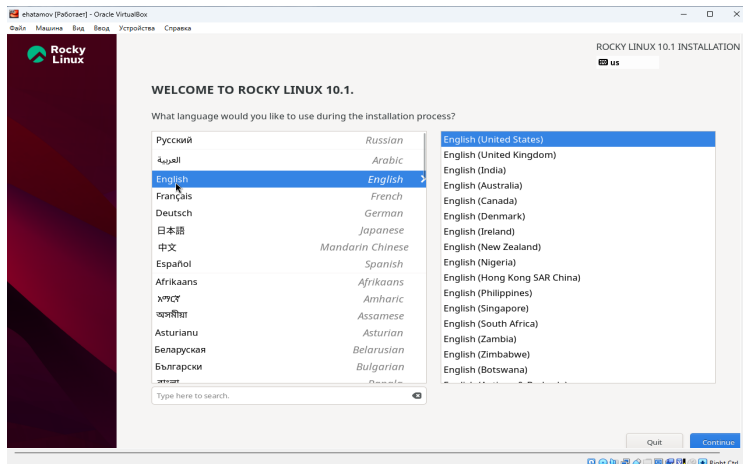 ehatamov [Работает] - Oracle VirtualBox
Файл Машина Вид Ввод Устройства Справка
Rocky Linux
ROCKY LINUX 10.1 INSTALLATION
us
WELCOME TO ROCKY LINUX 10.1.
What language would you like to use during the installation process?
Русский Russian
العربية Arabic
English English
Français French
Deutsch German
日本語 Japanese
中文 Mandarin Chinese
Español Spanish
Afrikaans Afrikaans
አማርኛ Amharic
অসমীয়া Assamese
Asturianu Asturian
Беларуская Belarusian
Български Bulgarian
English (United States)
English (United Kingdom)
English (India)
English (Australia)
English (Canada)
English (Denmark)
English (Ireland)
English (New Zealand)
English (Nigeria)
English (Hong Kong SAR China)
English (Philippines)
English (Singapore)
English (South Africa)
English (Zambia)
English (Zimbabwe)
English (Botswana)
Type here to search.
Quit Continue
Right Ctrl